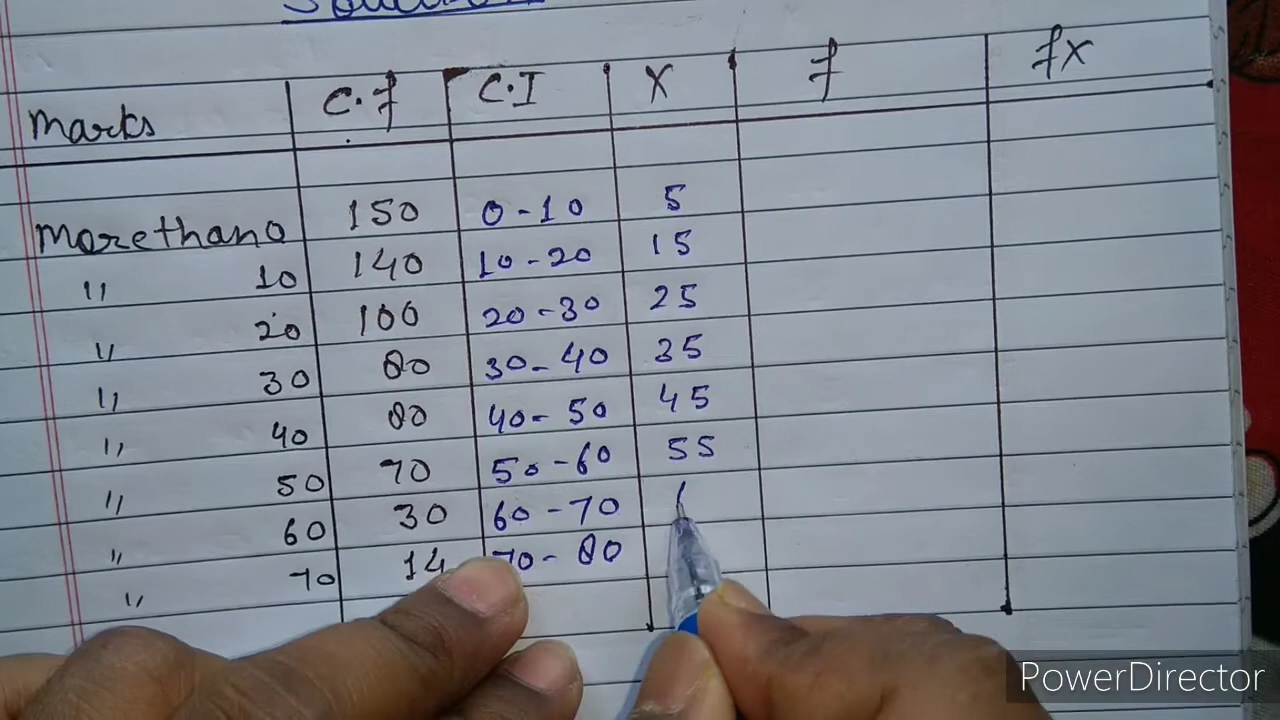 Solution
Marks C.f C.I X f fX
Morethan 0 150 0-10 5
" 10 140 10-20 15
" 20 100 20-30 25
" 30 80 30-40 35
" 40 80 40-50 45
" 50 70 50-60 55
" 60 30 60-70
" 70 14 70-80
PowerDirector